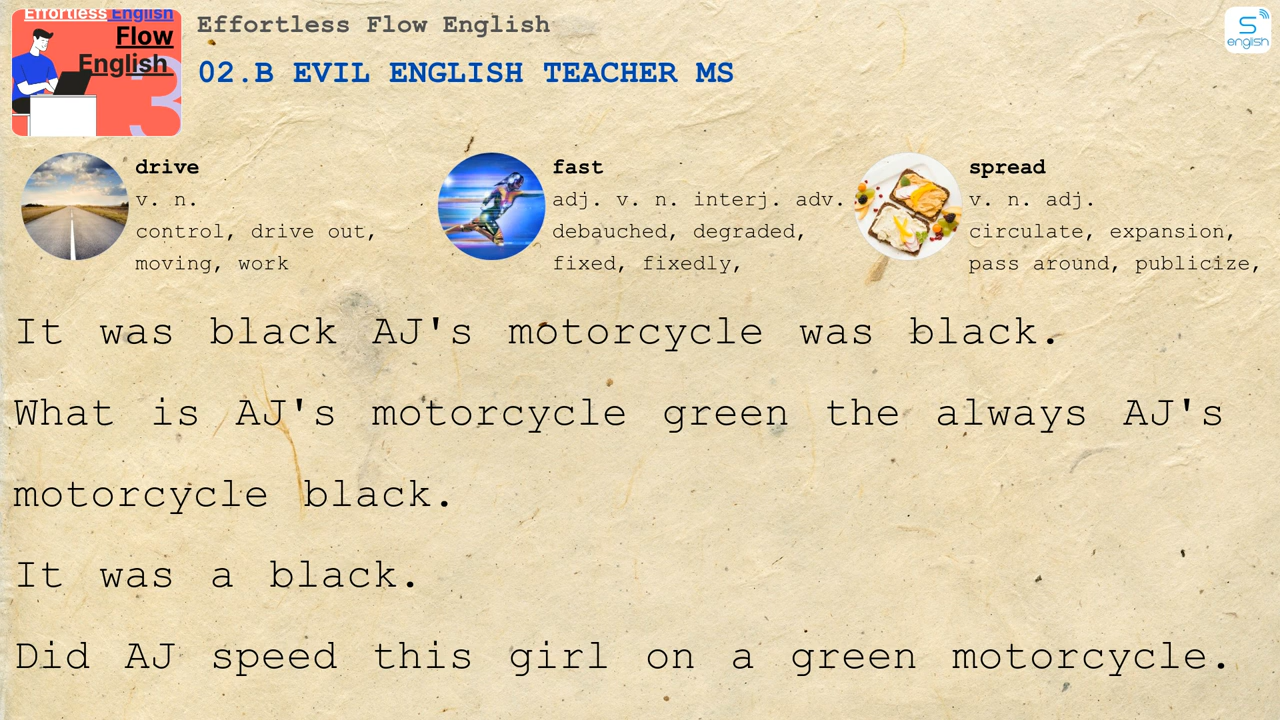 Effortless English
Flow
English
3
Effortless Flow English
02.B EVIL ENGLISH TEACHER MS
S
english
drive
v. n.
control, drive out,
moving, work
fast
adj. v. n. interj. adv.
debauched, degraded,
fixed, fixedly,
spread
v. n. adj.
circulate, expansion,
pass around, publicize,
It was black AJ's motorcycle was black.
What is AJ's motorcycle green the always AJ's
motorcycle black.
It was a black.
Did AJ speed this girl on a green motorcycle.